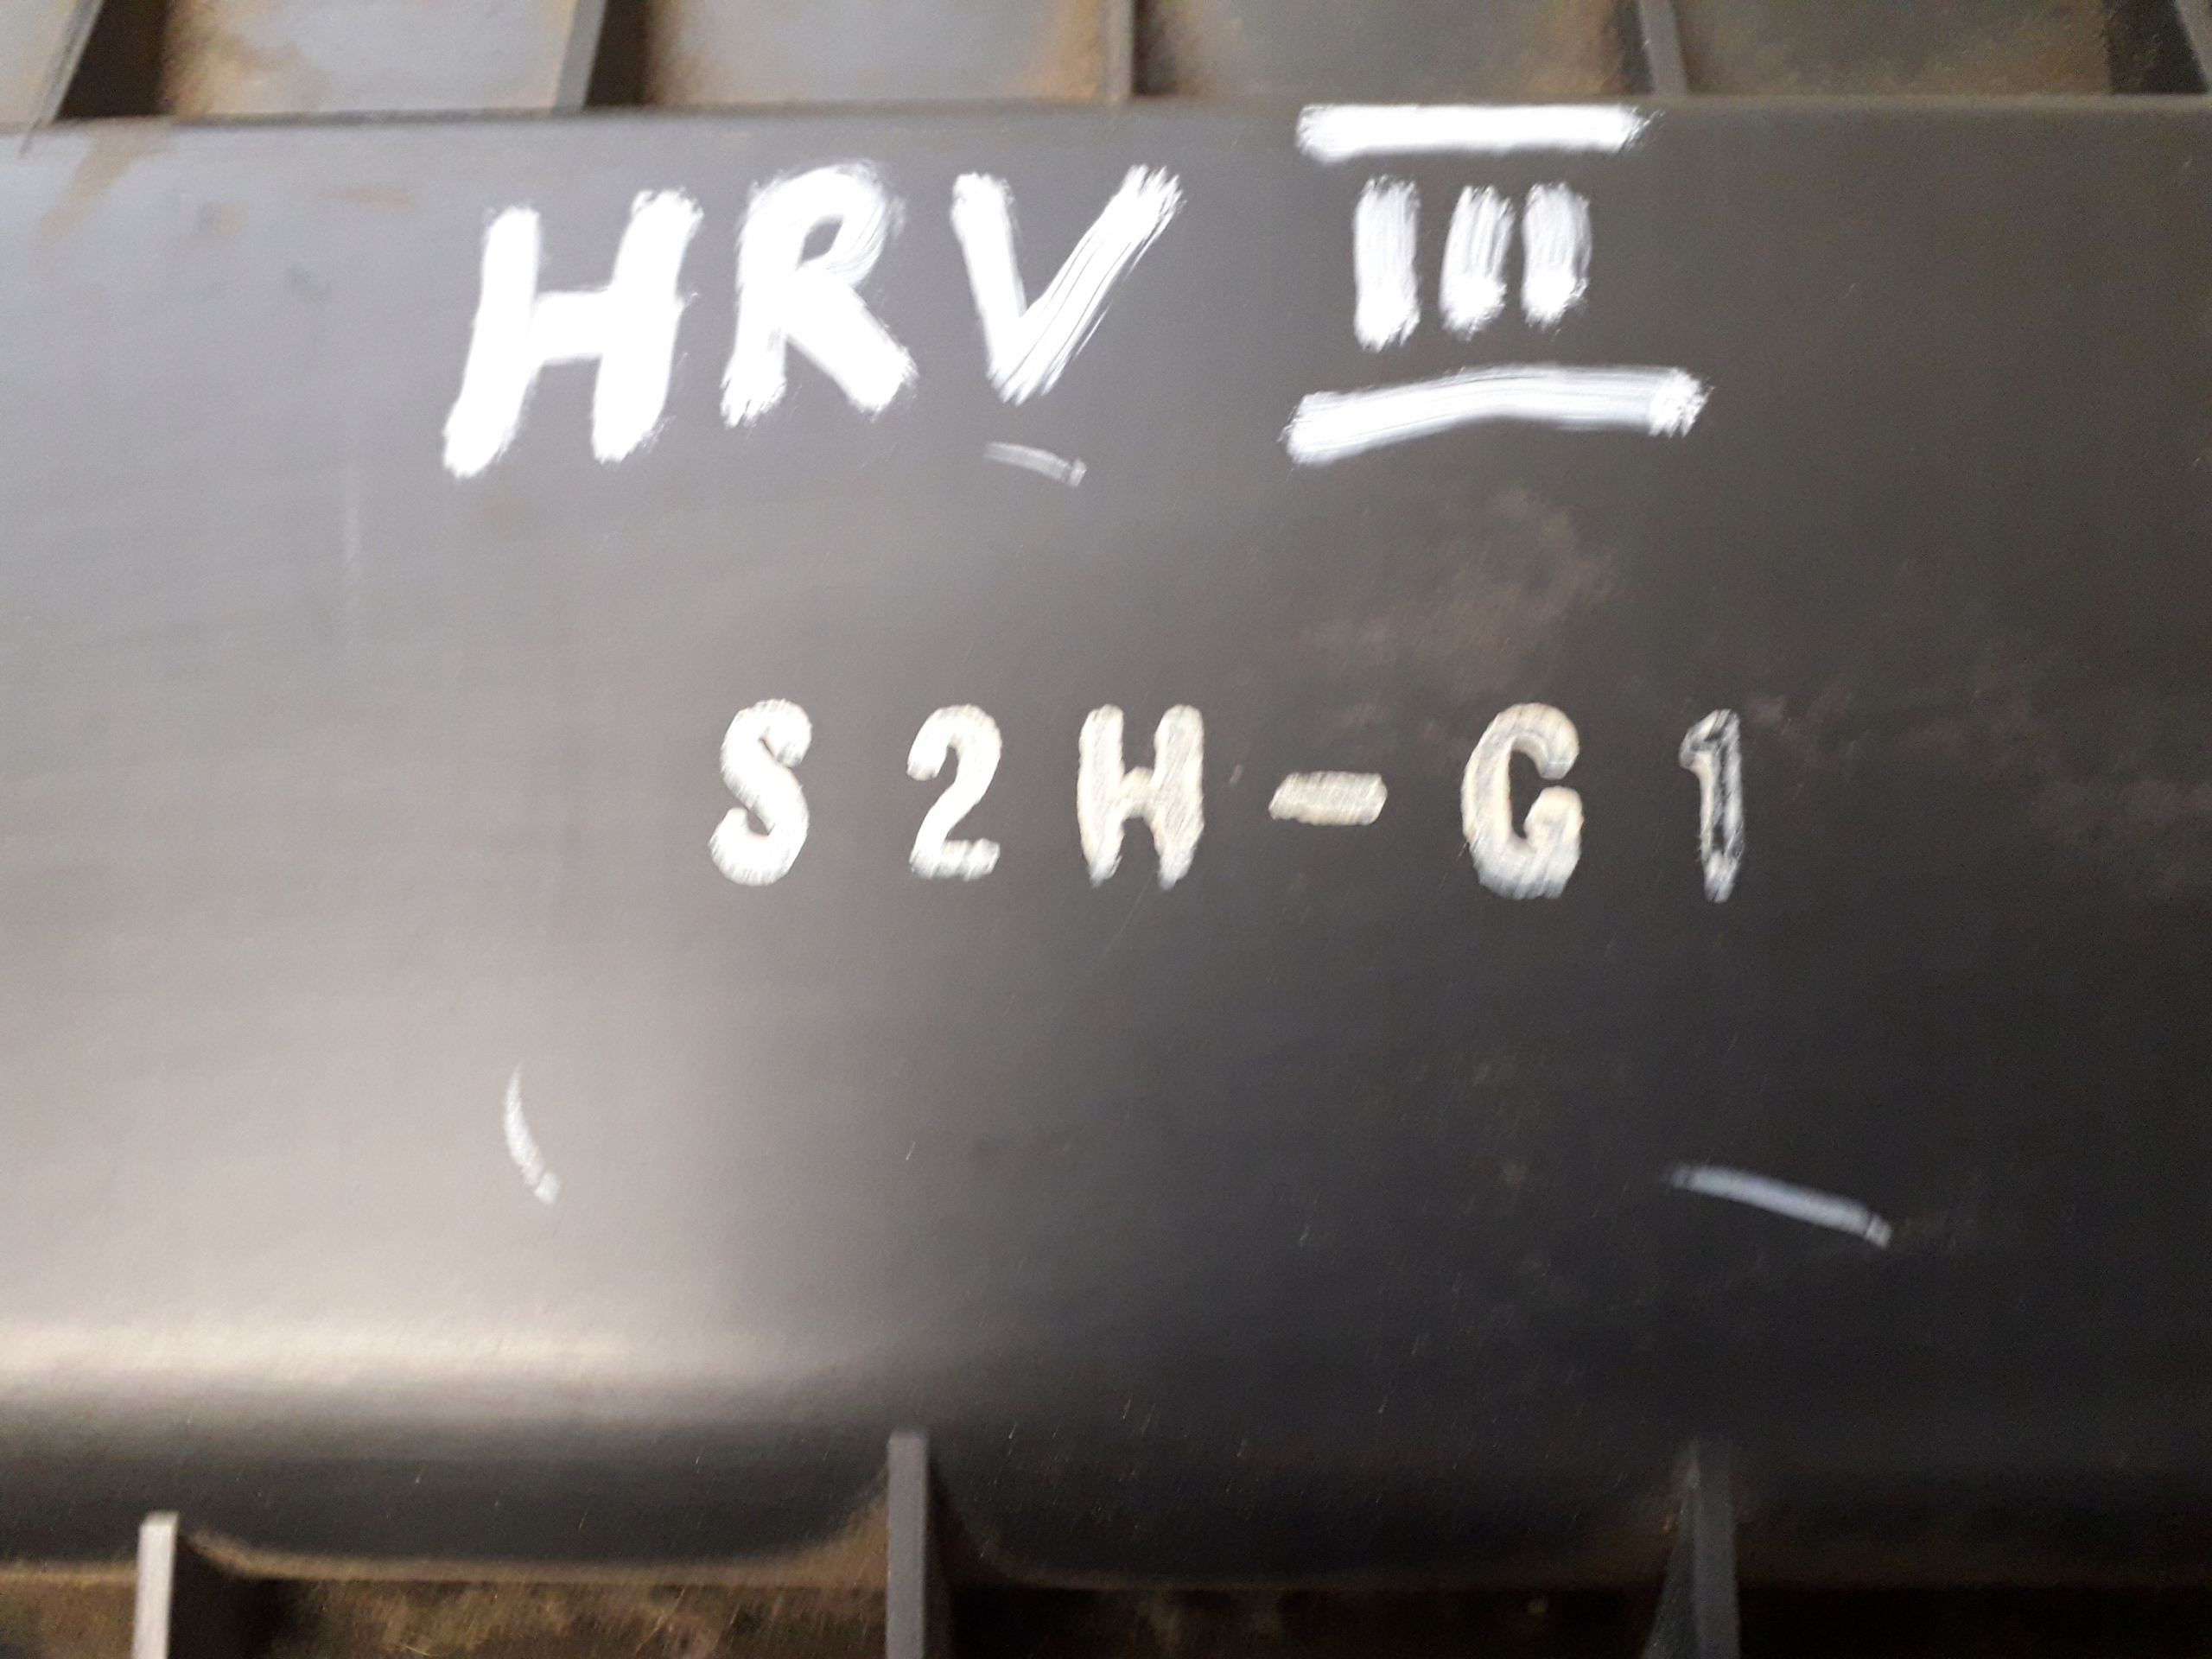 HRV III
S2H-G1